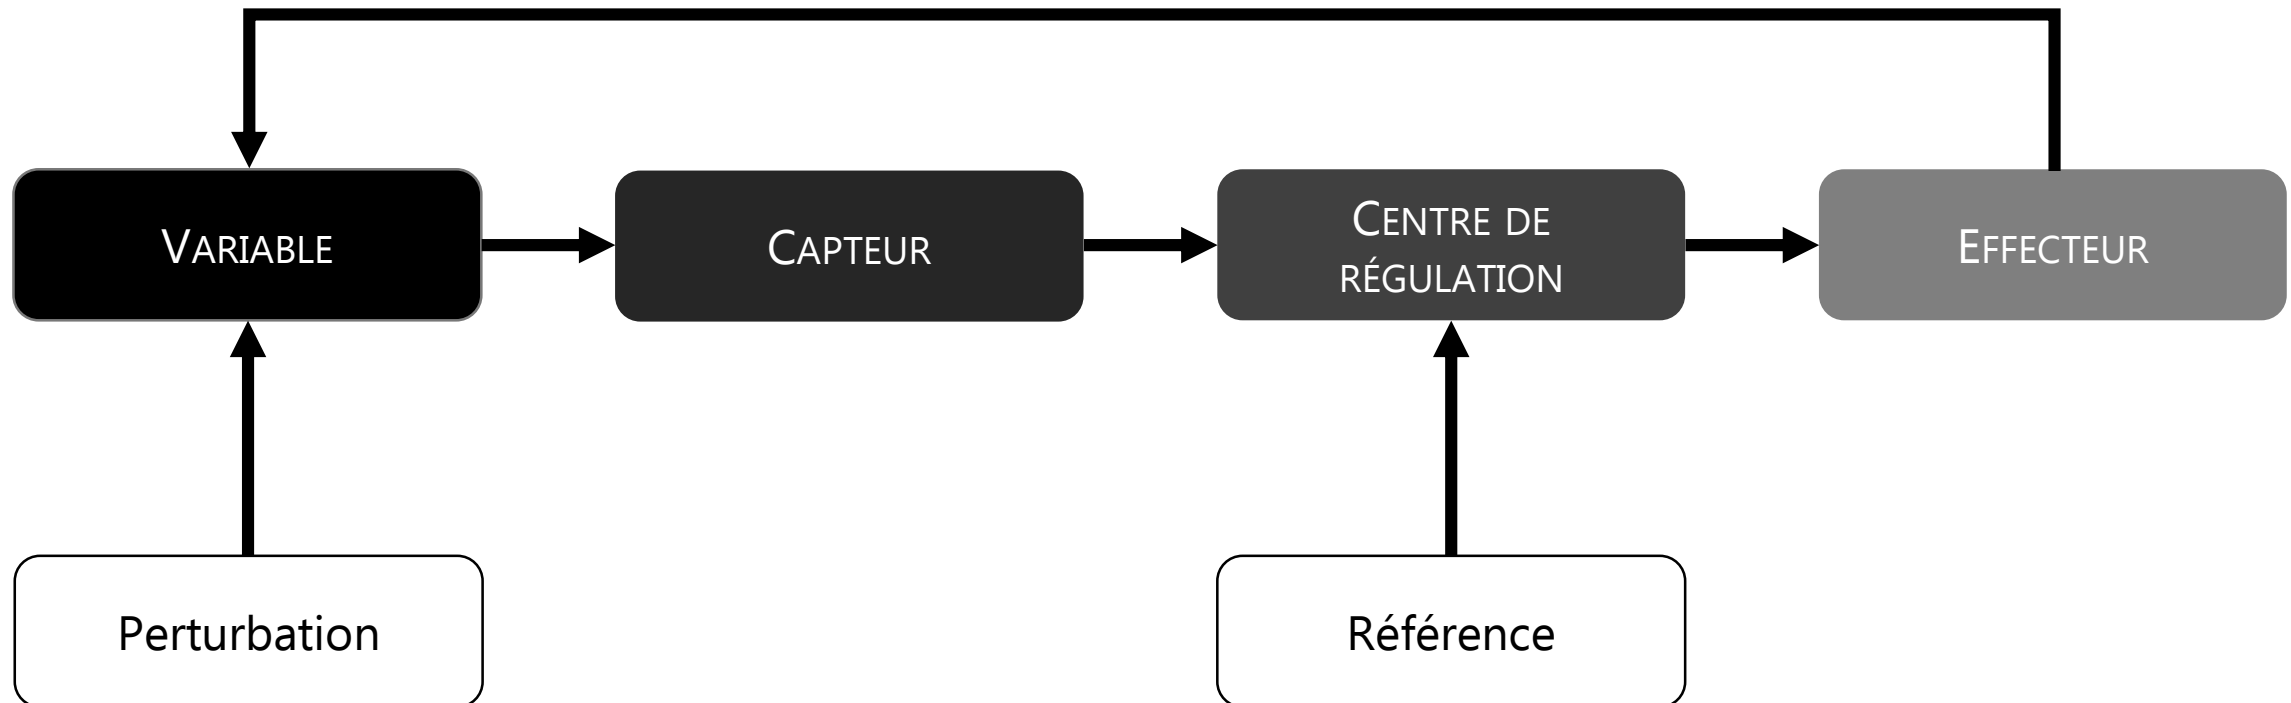 VARIABLE
CAPTEUR
CENTRE DE
RÉGULATION
EFFECTEUR
Perturbation
Référence